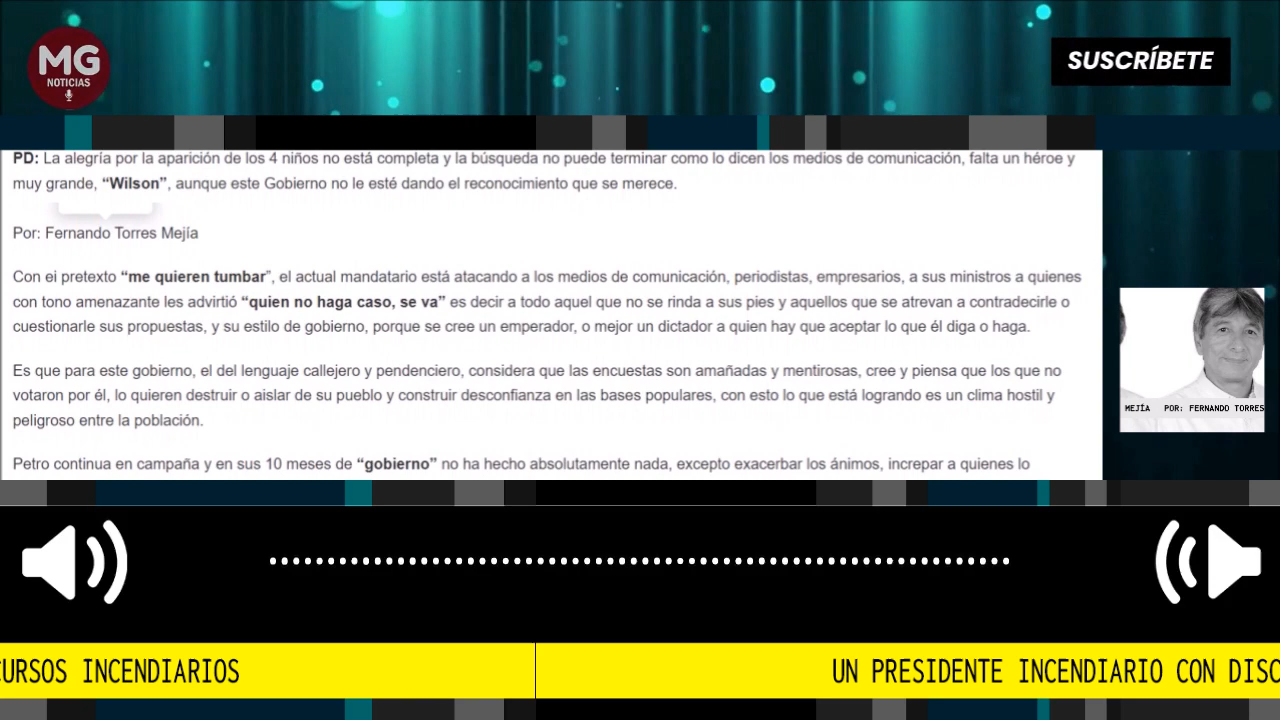 MG
NOTICIAS
SUSCRÍBETE
PD: La alegría por la aparición de los 4 niños no está completa y la búsqueda no puede terminar como lo dicen los medios de comunicación, falta un héroe y
muy grande, “Wilson”, aunque este Gobierno no le esté dando el reconocimiento que se merece.
Por: Fernando Torres Mejía
Con ei pretexto “me quieren tumbar”, el actual mandatario está atacando a los medios de comunicación, periodistas, empresarios, a sus ministros a quienes
con tono amenazante les advirtió “quien no haga caso, se va” es decir a todo aquel que no se rinda a sus pies y aquellos que se atrevan a contradecirle o
cuestionarle sus propuestas, y su estilo de gobierno, porque se cree un emperador, o mejor un dictador a quien hay que aceptar lo que él diga o haga.
Es que para este gobierno, el del lenguaje callejero y pendenciero, considera que las encuestas son amañadas y mentirosas, cree y piensa que los que no
votaron por él, lo quieren destruir o aislar de su pueblo y construir desconfianza en las bases populares, con esto lo que está logrando es un clima hostil y
peligroso entre la población.
Petro continua en campaña y en sus 10 meses de “gobierno” no ha hecho absolutamente nada, excepto exacerbar los ánimos, increpar a quienes lo
MEJÍA POR: FERNANDO TORRES
CURSOS INCENDIARIOS
UN PRESIDENTE INCENDIARIO CON DISC